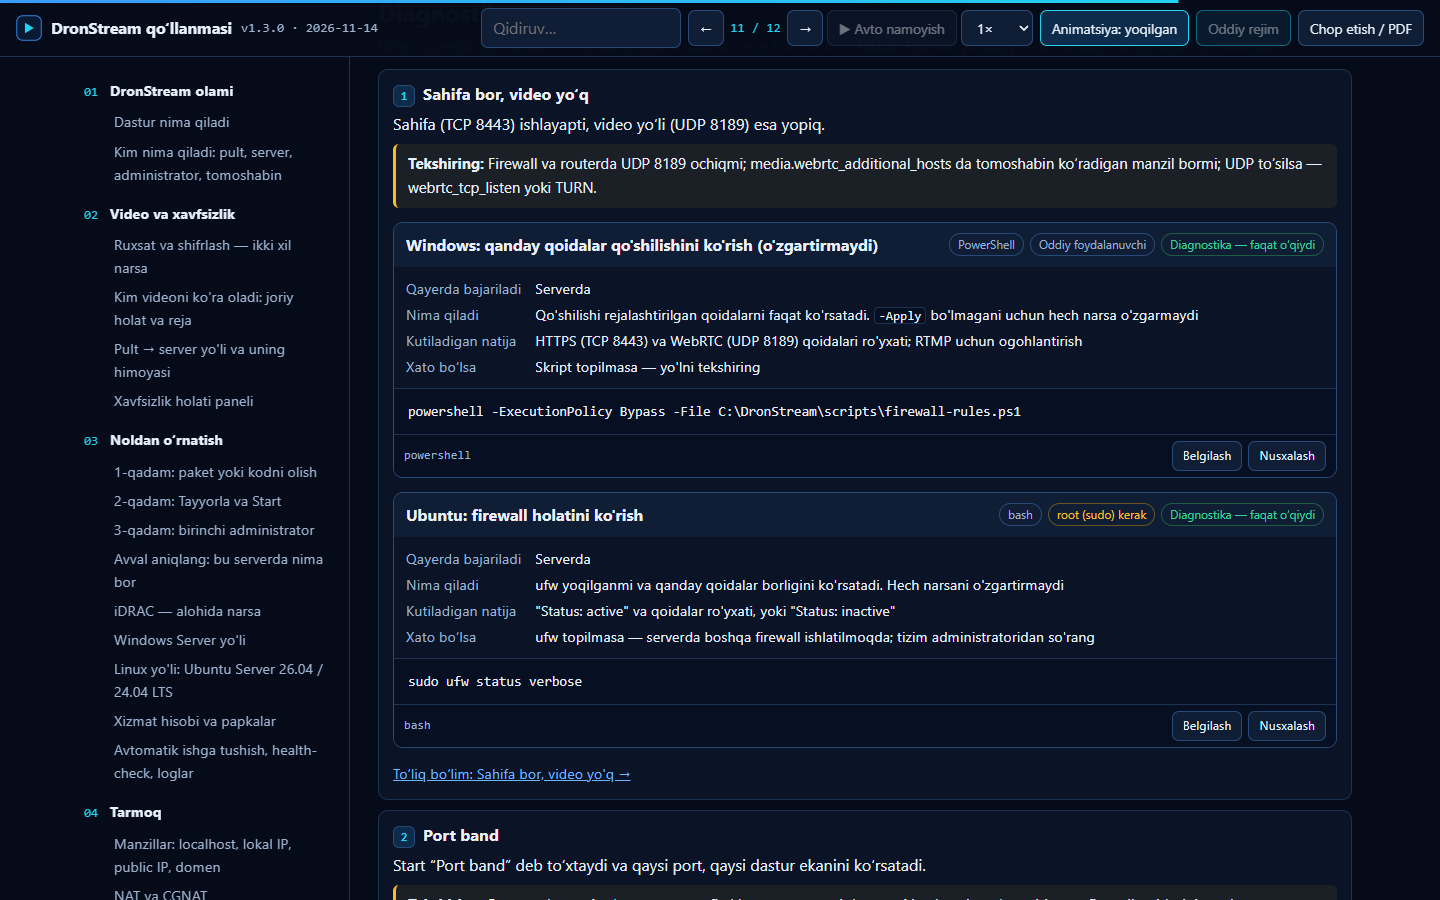 DronStream qo‘llanmasi v1.3.0 · 2026-11-14
Qidiruv...
←
11 / 12
→
▶ Avto namoyish
1×
Animatsiya: yoqilgan
Oddiy rejim
Chop etish / PDF
01 DronStream olami
Dastur nima qiladi
Kim nima qiladi: pult, server,
administrator, tomoshabin
02 Video va xavfsizlik
Ruxsat va shifrlash — ikki xil
narsa
Kim videoni ko'ra oladi: joriy
holat va reja
Pult → server yo'li va uning
himoyasi
Xavfsizlik holati paneli
03 Noldan o‘rnatish
1-qadam: paket yoki kodni olish
2-qadam: Tayyorla va Start
3-qadam: birinchi administrator
Avval aniqlang: bu serverda nima
bor
iDRAC — alohida narsa
Windows Server yo'li
Linux yo'li: Ubuntu Server 26.04 /
24.04 LTS
Xizmat hisobi va papkalar
Avtomatik ishga tushish, health-
check, loglar
04 Tarmoq
Manzillar: localhost, lokal IP,
public IP, domen
NAT va CGNAT
1 Sahifa bor, video yo‘q
Sahifa (TCP 8443) ishlayapti, video yo‘li (UDP 8189) esa yopiq.
Tekshiring: Firewall va routerda UDP 8189 ochiqmi; media.webrtc_additional_hosts da tomoshabin ko‘radigan manzil bormi; UDP to‘silsa —
webrtc_tcp_listen yoki TURN.
Windows: qanday qoidalar qo'shilishini ko'rish (o'zgartirmaydi)
PowerShell
Oddiy foydalanuvchi
Diagnostika — faqat o'qiydi
Qayerda bajariladi Serverda
Nima qiladi Qo'shilishi rejalashtirilgan qoidalarni faqat ko'rsatadi. -Apply bo'lmagani uchun hech narsa o'zgarmaydi
Kutiladigan natija HTTPS (TCP 8443) va WebRTC (UDP 8189) qoidalari ro'yxati; RTMP uchun ogohlantirish
Xato bo‘lsa Skript topilmasa — yo'lni tekshiring
powershell -ExecutionPolicy Bypass -File C:\DronStream\scripts\firewall-rules.ps1
powershell
Belgilash
Nusxalash
Ubuntu: firewall holatini ko'rish
bash
root (sudo) kerak
Diagnostika — faqat o'qiydi
Qayerda bajariladi Serverda
Nima qiladi ufw yoqilganmi va qanday qoidalar borligini ko'rsatadi. Hech narsani o'zgartirmaydi
Kutiladigan natija "Status: active" va qoidalar ro'yxati, yoki "Status: inactive"
Xato bo‘lsa ufw topilmasa — serverda boshqa firewall ishlatilmoqda; tizim administratoridan so'rang
sudo ufw status verbose
bash
Belgilash
Nusxalash
To‘liq bo‘lim: Sahifa bor, video yo'q →
2 Port band
Start “Port band” deb to‘xtaydi va qaysi port, qaysi dastur ekanini ko‘rsatadi.